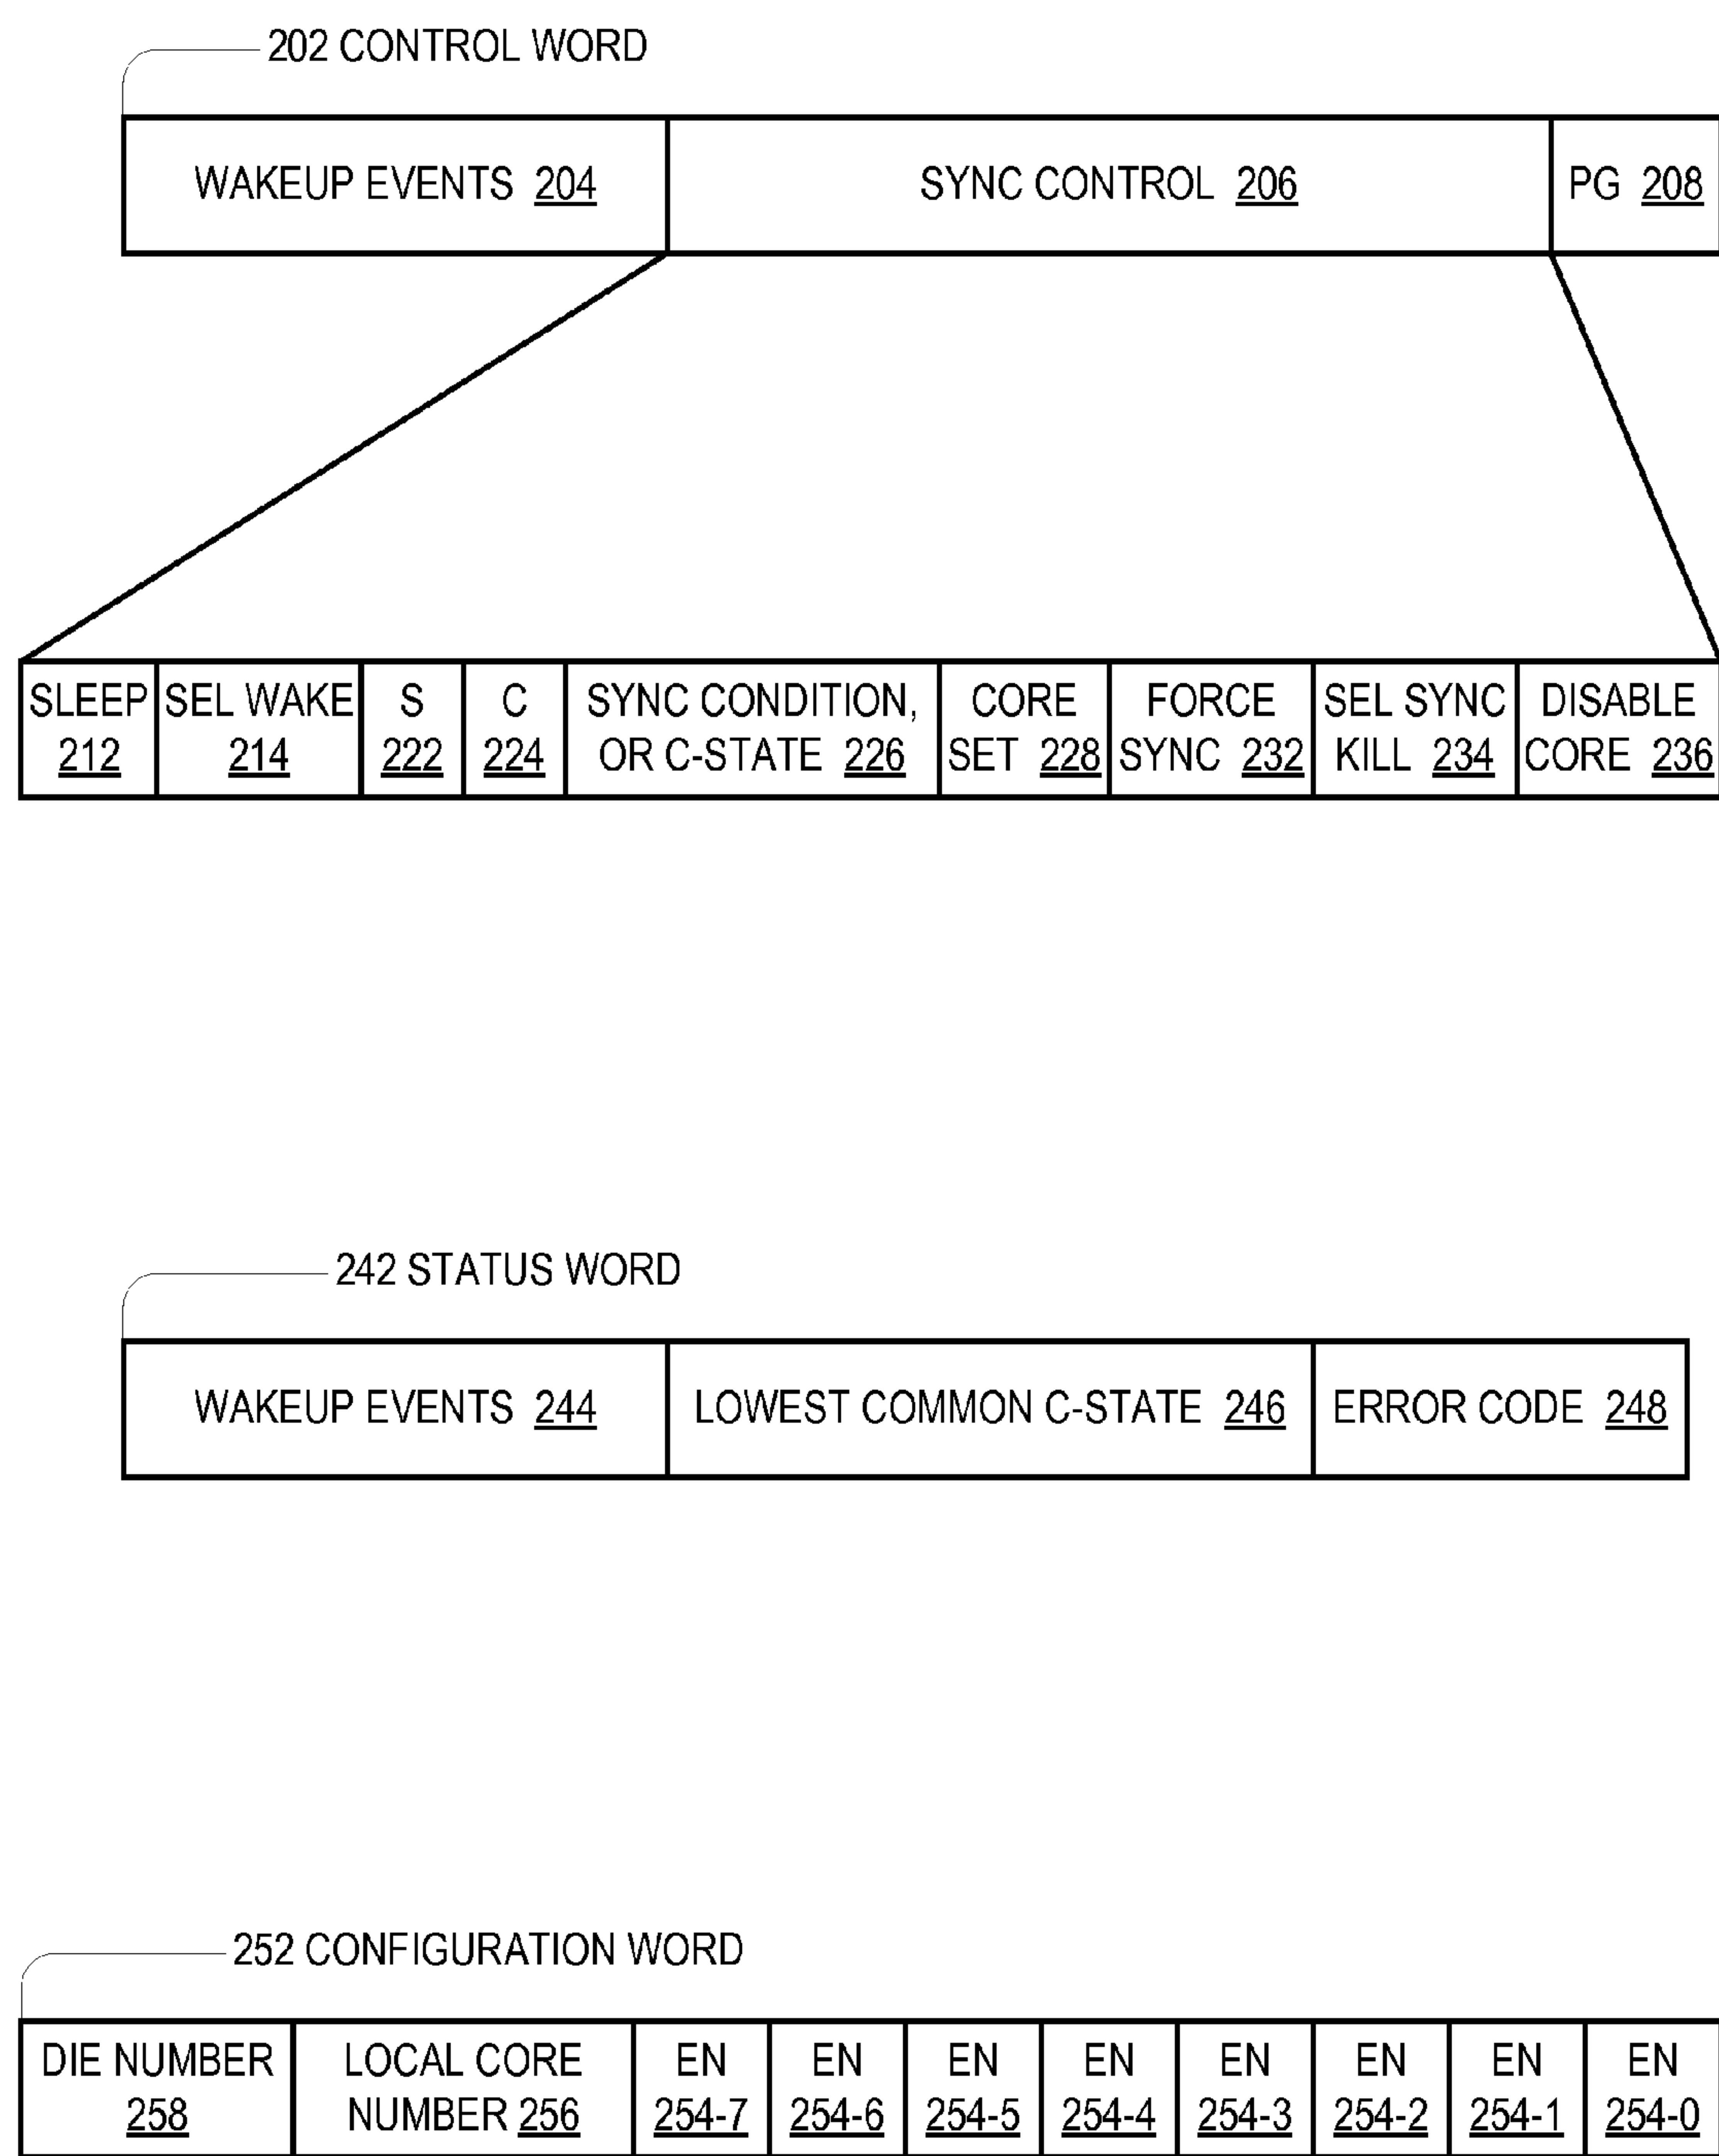 202 CONTROL WORD
WAKEUP EVENTS 204 SYNC CONTROL 206 PG 208
SLEEP SEL WAKE S C SYNC CONDITION, CORE FORCE SEL SYNC DISABLE
212 214 222 224 OR C-STATE 226 SET 228 SYNC 232 KILL 234 CORE 236
242 STATUS WORD
WAKEUP EVENTS 244 LOWEST COMMON C-STATE 246 ERROR CODE 248
252 CONFIGURATION WORD
DIE NUMBER LOCAL CORE EN EN EN EN EN EN EN EN
258 NUMBER 256 254-7 254-6 254-5 254-4 254-3 254-2 254-1 254-0